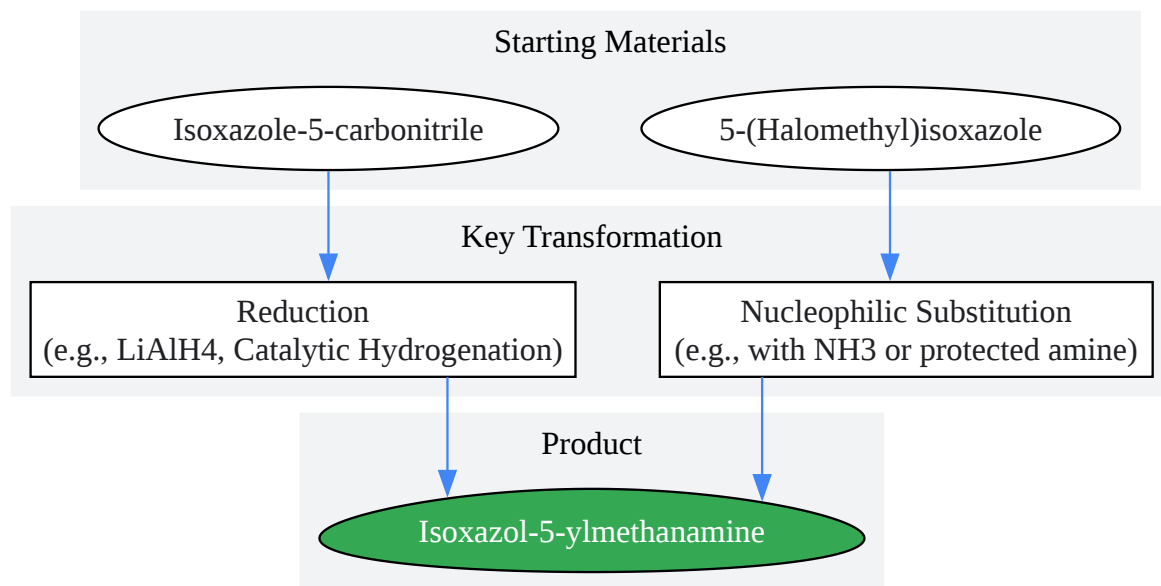 Starting Materials
Isoxazole-5-carbonitrile
5-(Halomethyl)isoxazole
Key Transformation
Reduction
(e.g., LiAlH4, Catalytic Hydrogenation)
Nucleophilic Substitution
(e.g., with NH3 or protected amine)
Product
Isoxazol-5-ylmethanamine